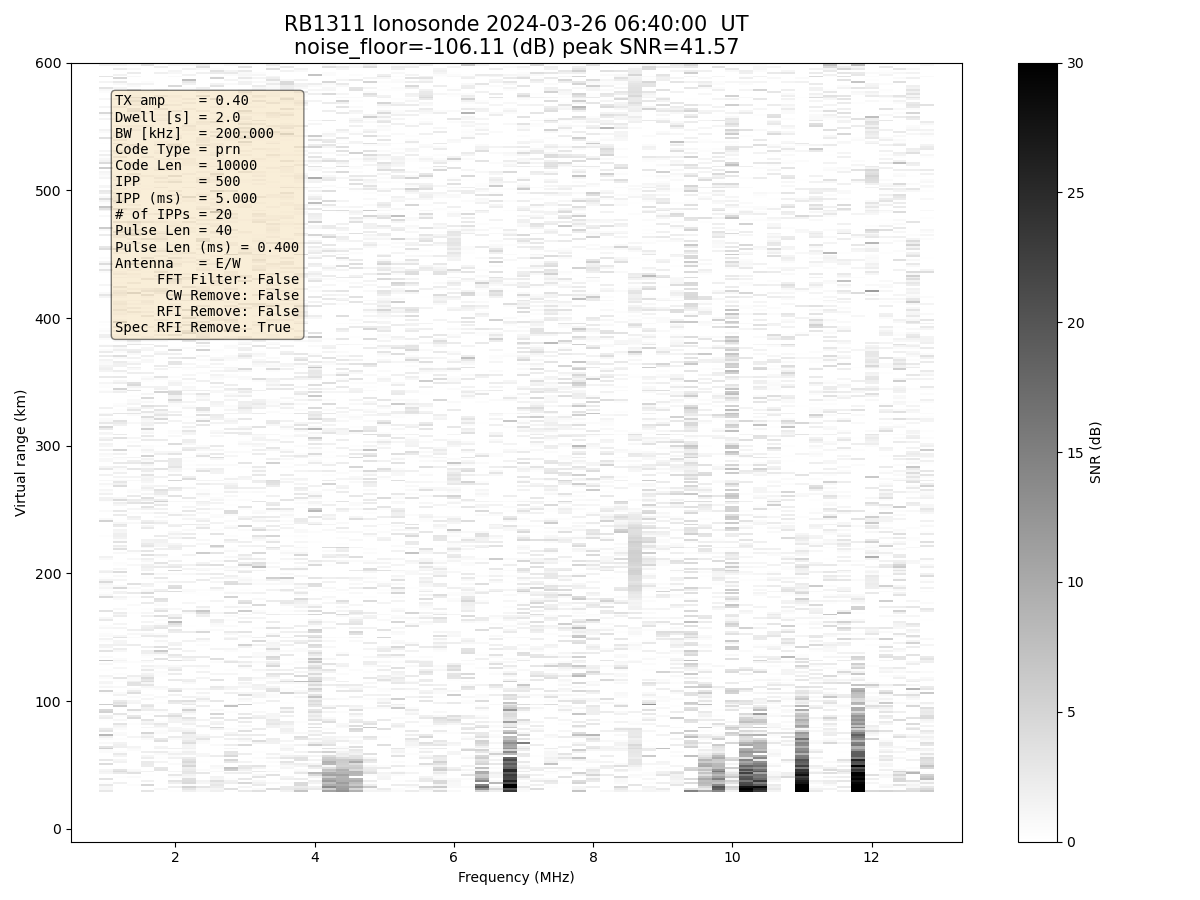 RB1311 Ionosonde 2024-03-26 06:40:00 UT
noise_floor=-106.11 (dB) peak SNR=41.57
600
500
400
300
200
100
0
Virtual range (km)
TX amp    = 0.40
Dwell [s] = 2.0
BW [kHz]  = 200.000
Code Type = prn
Code Len  = 10000
IPP       = 500
IPP (ms)  = 5.000
# of IPPs = 20
Pulse Len = 40
Pulse Len (ms) = 0.400
Antenna   = E/W
FFT Filter: False
CW Remove: False
RFI Remove: False
Spec RFI Remove: True
2 4 6 8 10 12
Frequency (MHz)
30
25
20
15
10
5
0
SNR (dB)